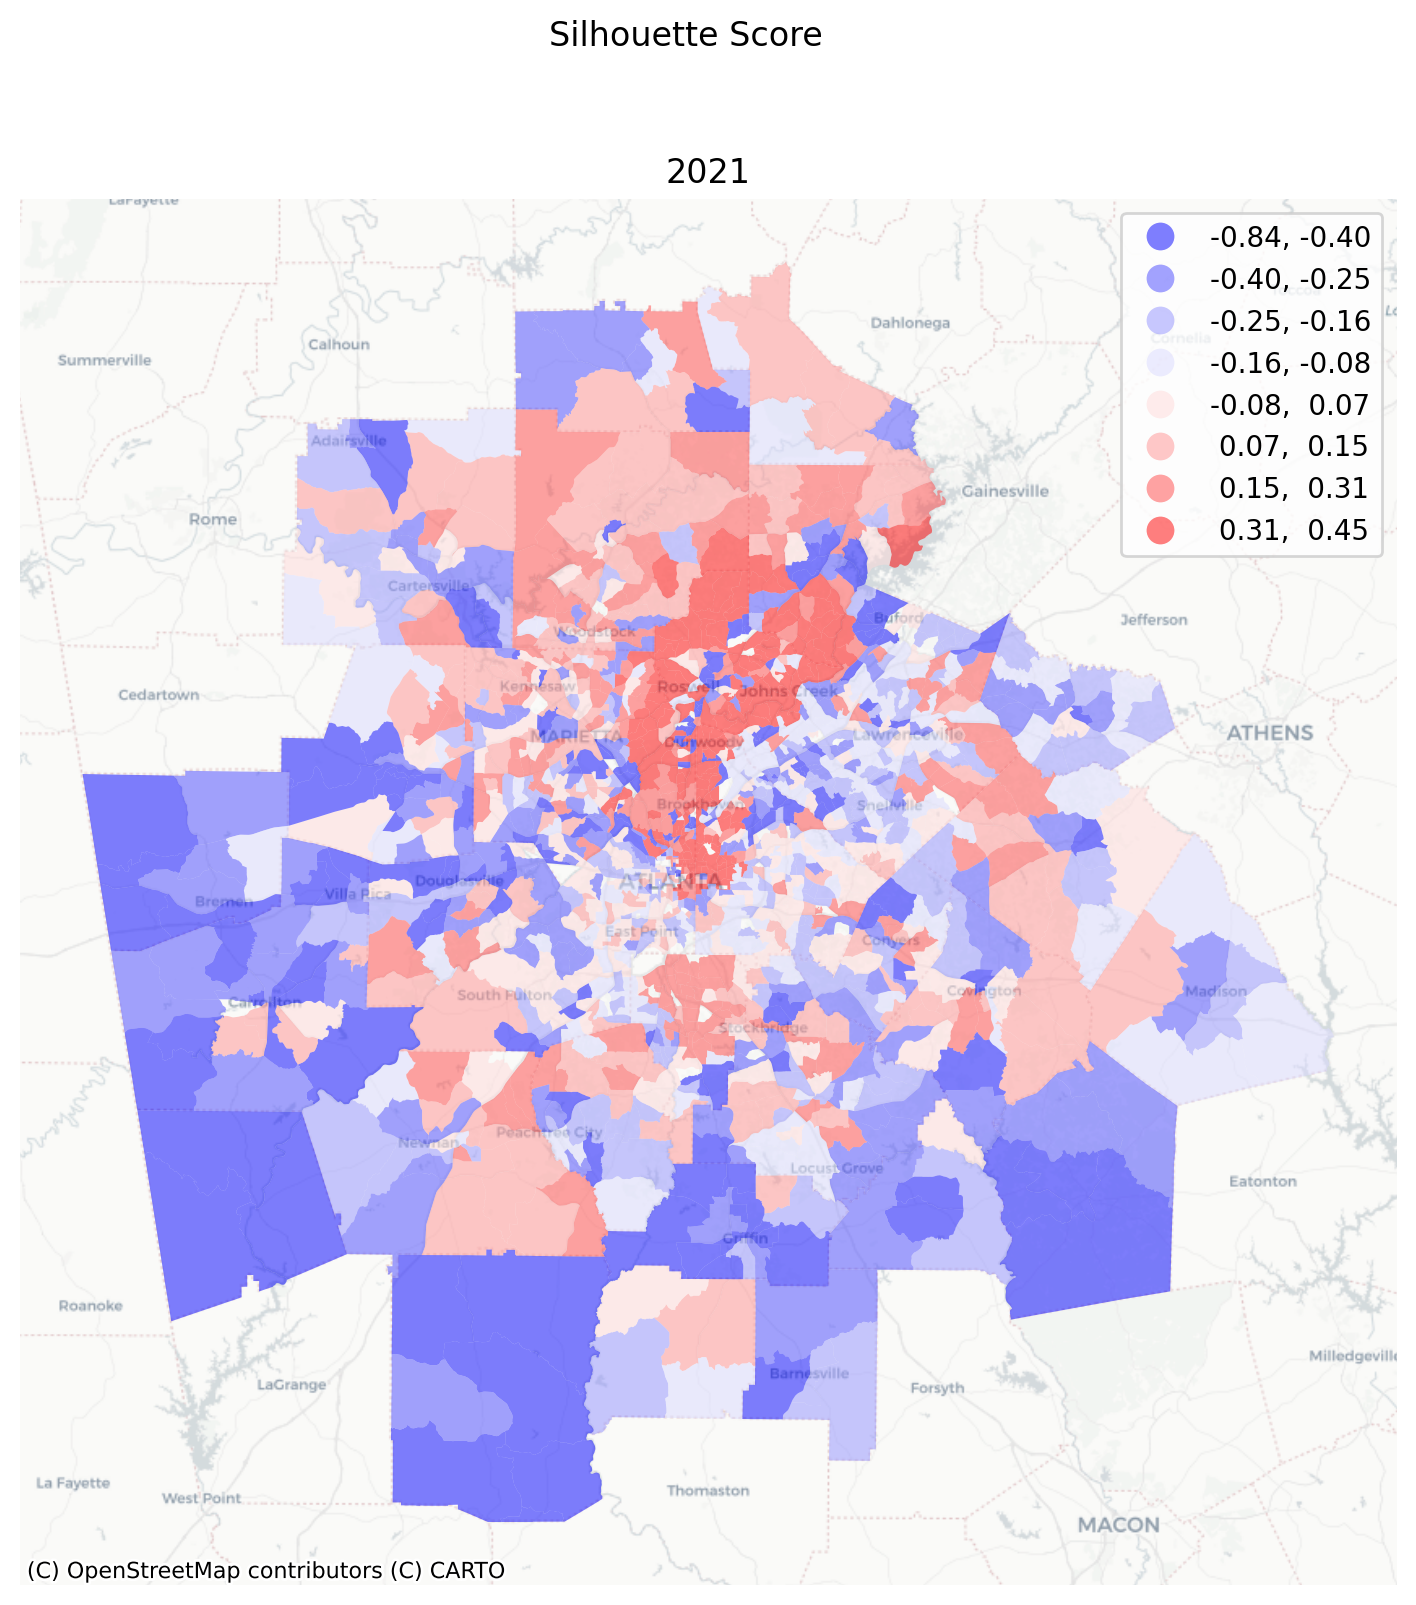 Silhouette Score
2021
LaFayette
-0.84, -0.40
-0.40, -0.25
-0.25, -0.16
-0.16, -0.08
-0.08, 0.07
0.07, 0.15
0.15, 0.31
0.31, 0.45
Dahlonega
Cornelia
Calhoun
Summerville
Adairsville
Gainesville
Rome
Cartersville
Buford
Jefferson
Woodstock
Kennesaw
Roswell
Johns Creek
Cedartown
MARIETTA
Dunwoody
Lawrenceville
ATHENS
Brookhaven
Snellville
Douglasville
ATLANTA
Villa Rica
Bremen
East Point
Conyers
Carrollton
South Fulton
Covington
Madison
Stockbridge
Newnan
Peachtree City
Locust Grove
Eatonton
Griffin
Roanoke
Milledgeville
LaGrange
Barnesville
Forsyth
La Fayette
West Point
Thomaston
MACON
(C) OpenStreetMap contributors (C) CARTO